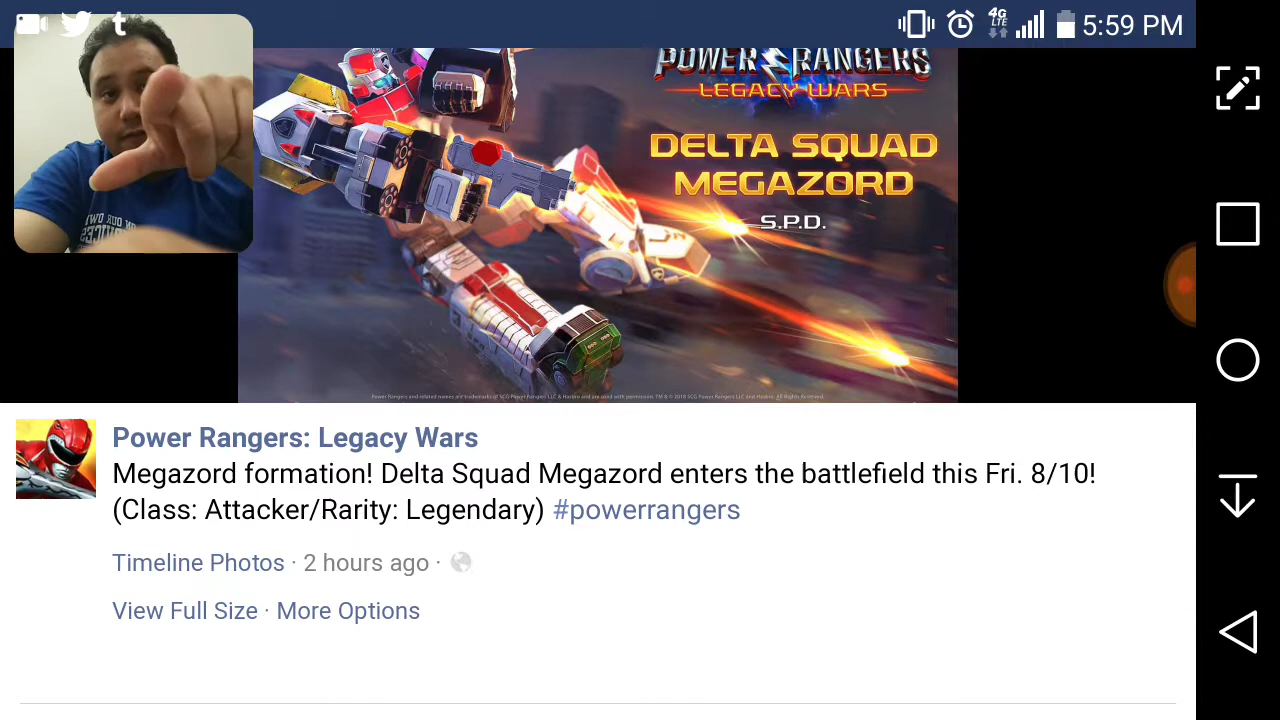 4G
LTE
5:59 PM
POWER RANGERS
LEGACY WARS
DELTA SQUAD
MEGAZORD
S.P.D.
Power Rangers: Legacy Wars
Megazord formation! Delta Squad Megazord enters the battlefield this Fri. 8/10!
(Class: Attacker/Rarity: Legendary) #powerrangers
Timeline Photos · 2 hours ago ·
View Full Size · More Options